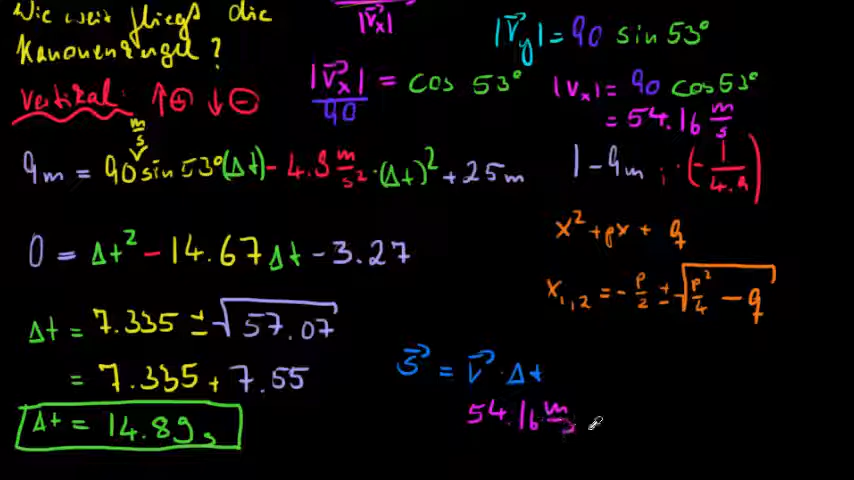 Wie weit fliegt die
Kanonenkugel?
|v⃗x|
|v⃗y| = 90 sin 53°
|v⃗x| / 90 = cos 53°
|vx| = 90 cos 53°
= 54.16 m/s
Vertikal: ↑⊕ ↓⊖
m/s
9m = 90 sin 53° (Δt) - 4.9 m/s² · (Δt)² + 25m
| - 9m ; · (- 1/4.9)
0 = Δt² - 14.67 Δt - 3.27
x² + px + q
x1,2 = - p/2 ± √(p²/4 - q)
Δt = 7.335 ± √57.07
= 7.335 + 7.55
Δt = 14.89 s
s⃗ = v⃗ · Δt
54.16 m/s